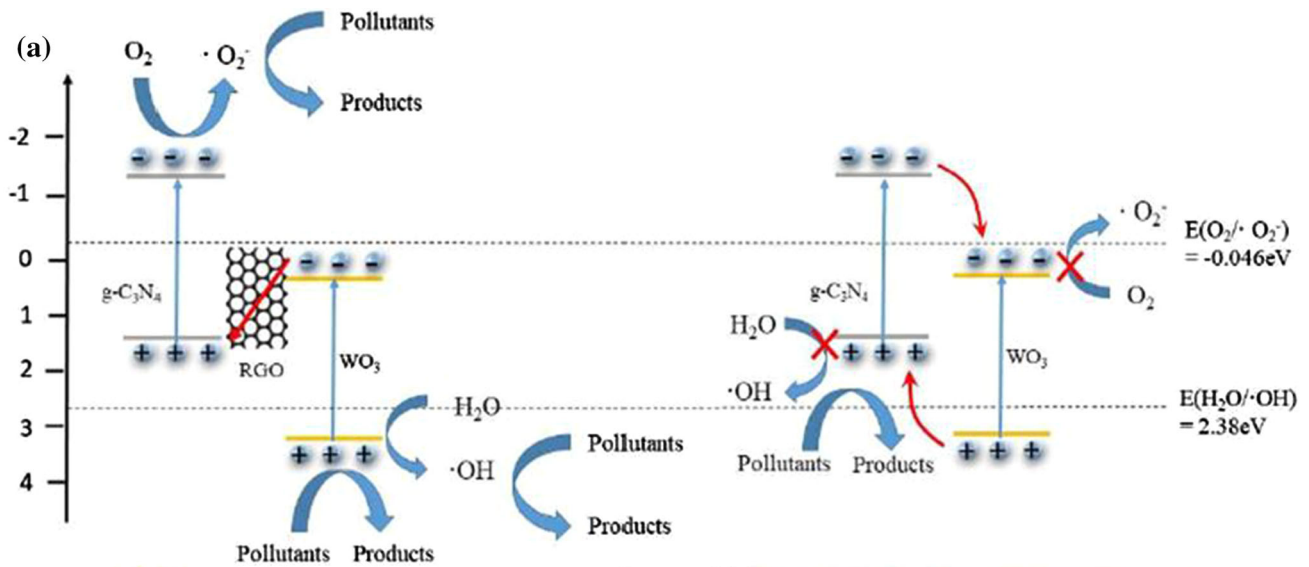 (a)
O₂
· O₂⁻
Pollutants
Products
-2
-1
0
1
2
3
4
g-C₃N₄
RGO
WO₃
H₂O
·OH
Pollutants
Products
Pollutants Products
g-C₃N₄
H₂O
·OH
Pollutants Products
WO₃
· O₂⁻
O₂
E(O₂/· O₂⁻)
= -0.046eV
E(H₂O/·OH)
= 2.38eV